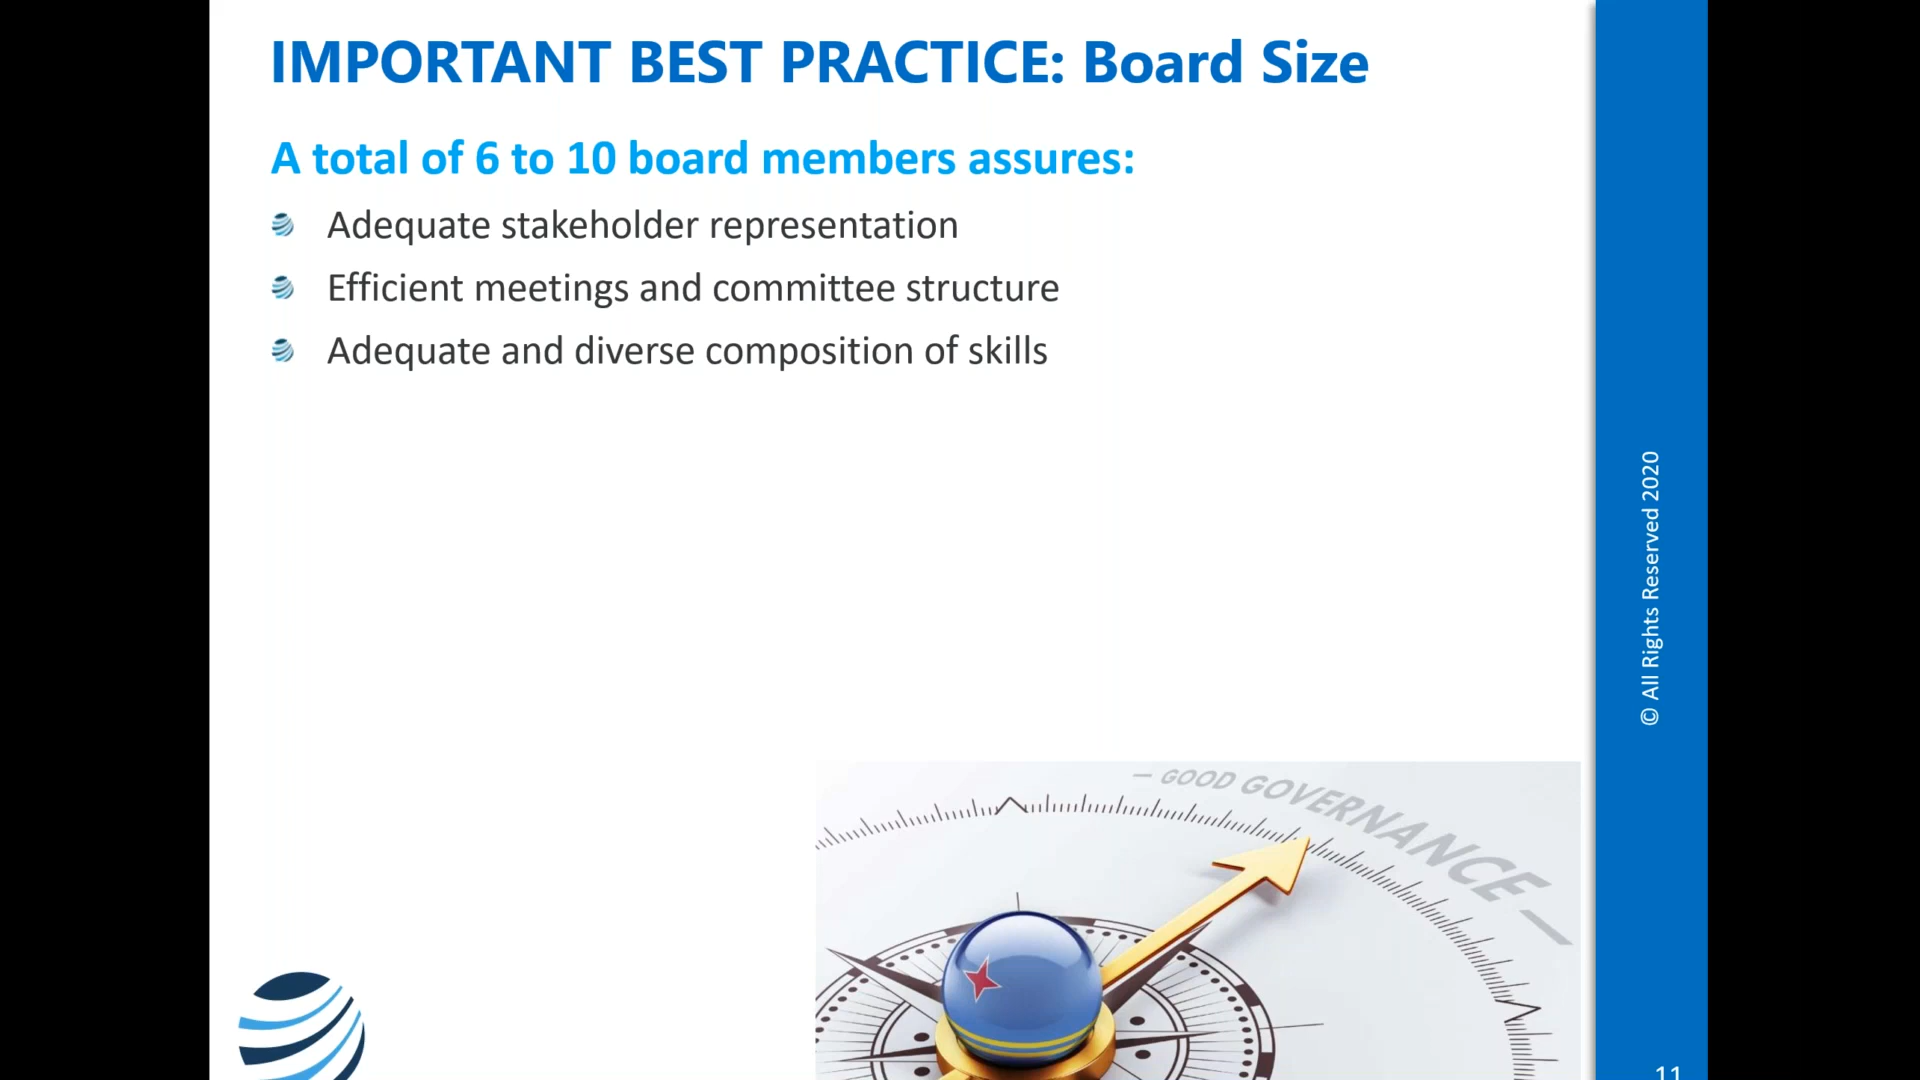 IMPORTANT BEST PRACTICE: Board Size
A total of 6 to 10 board members assures:
Adequate stakeholder representation
Efficient meetings and committee structure
Adequate and diverse composition of skills
© All Rights Reserved 2020
— GOOD GOVERNANCE —
11